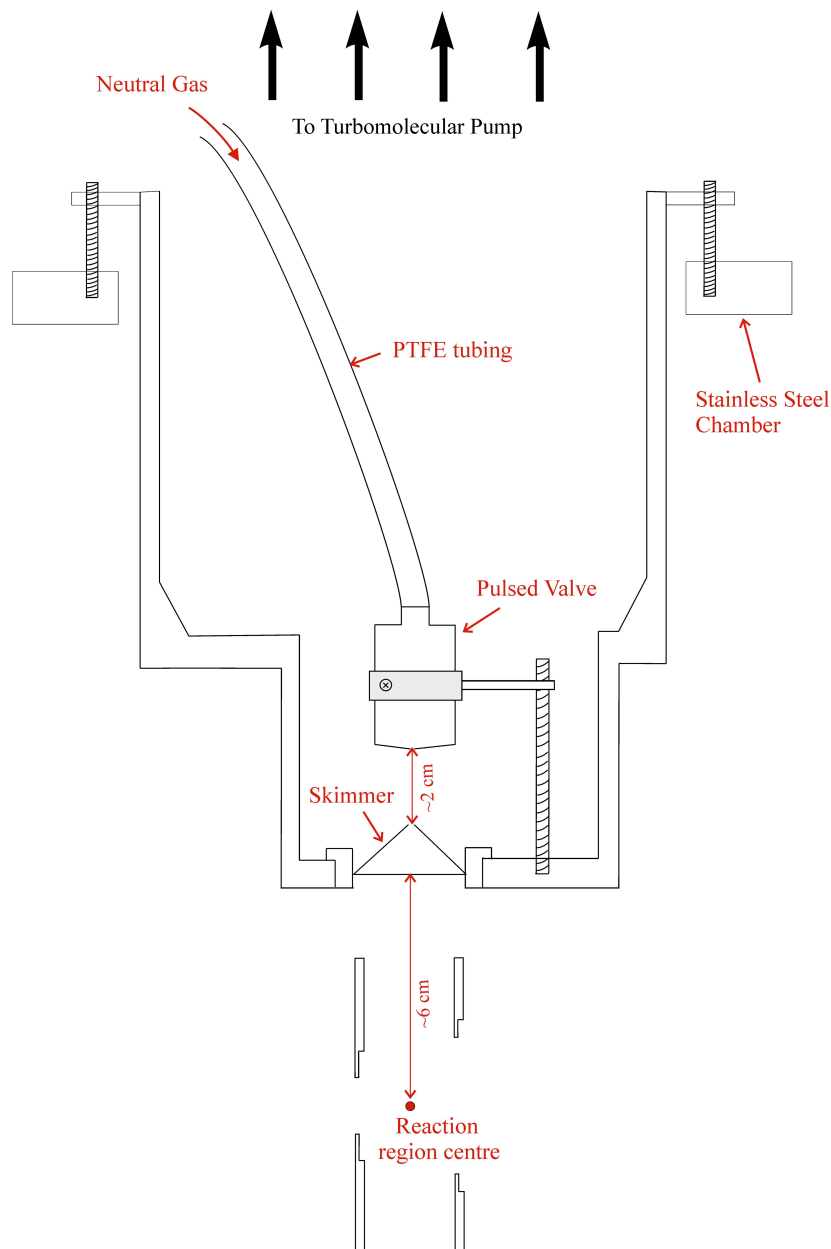 Neutral Gas
To Turbomolecular Pump
PTFE tubing
Stainless Steel
Chamber
Pulsed Valve
~2 cm
Skimmer
~6 cm
Reaction
region centre